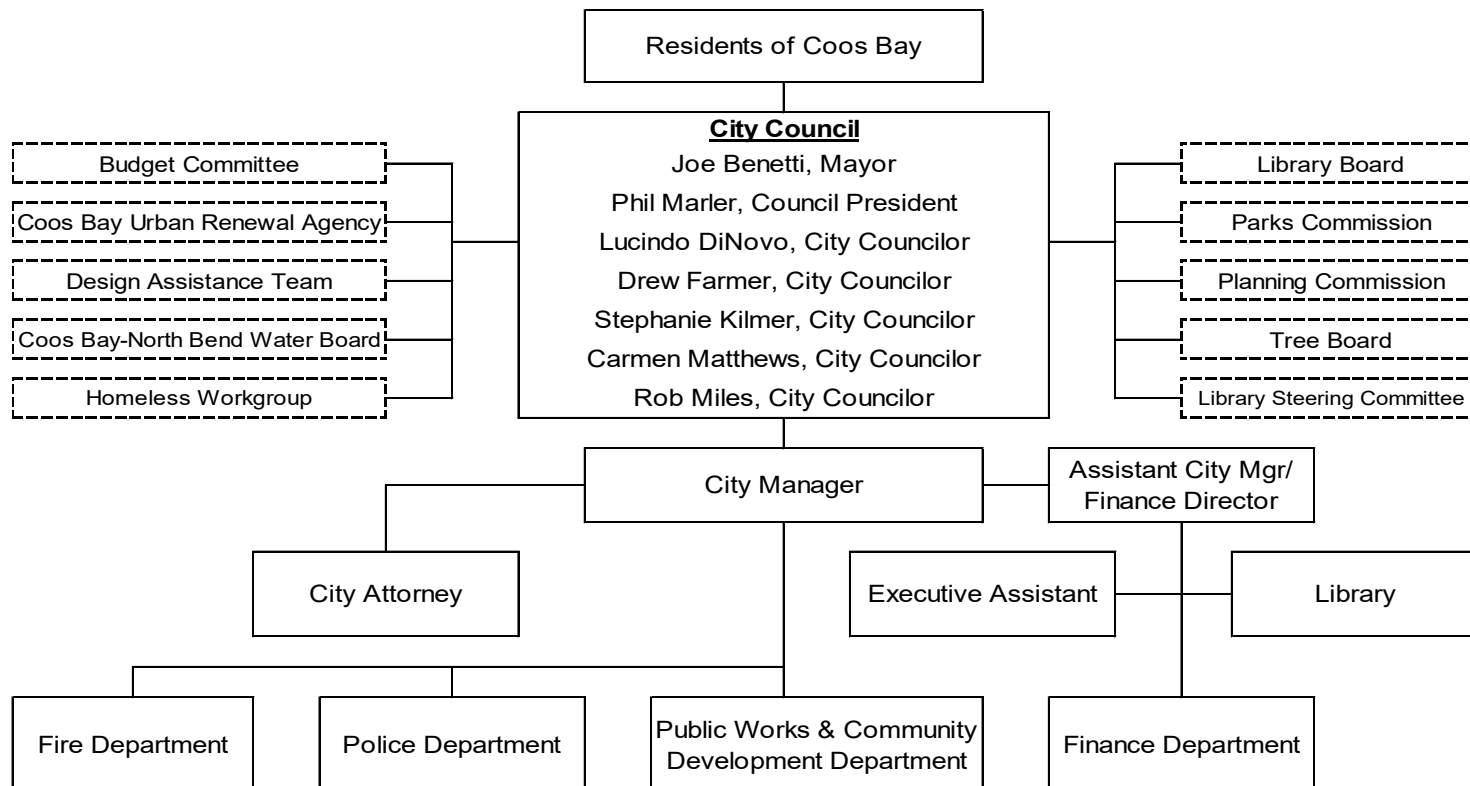 Residents of Coos Bay
City Council
Joe Benetti, Mayor
Phil Marler, Council President
Lucindo DiNovo, City Councilor
Drew Farmer, City Councilor
Stephanie Kilmer, City Councilor
Carmen Matthews, City Councilor
Rob Miles, City Councilor
Budget Committee
Coos Bay Urban Renewal Agency
Design Assistance Team
Coos Bay-North Bend Water Board
Homeless Workgroup
Library Board
Parks Commission
Planning Commission
Tree Board
Library Steering Committee
City Manager
Assistant City Mgr/
Finance Director
City Attorney
Executive Assistant
Library
Fire Department
Police Department
Public Works & Community
Development Department
Finance Department